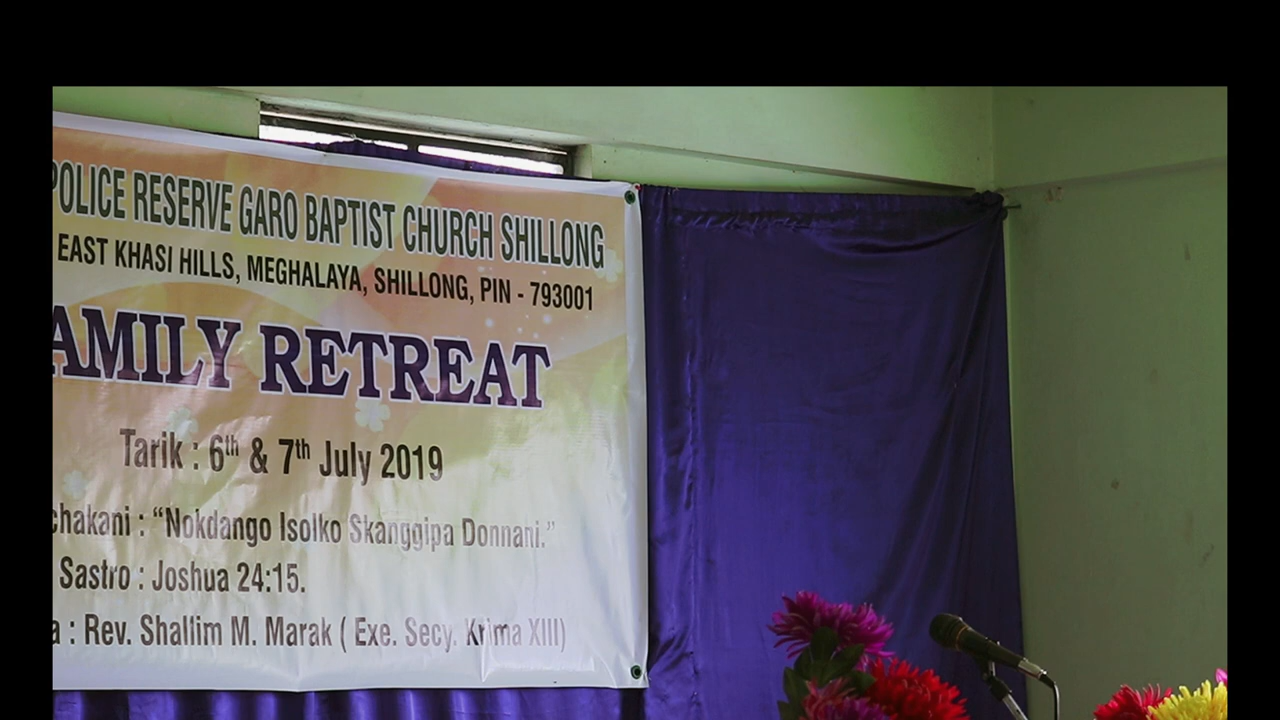 POLICE RESERVE GARO BAPTIST CHURCH SHILLONG
EAST KHASI HILLS, MEGHALAYA, SHILLONG, PIN - 793001
AMILY RETREAT
Tarik : 6th & 7th July 2019
chakani : “Nokdango Isolko Skanggipa Donnani.”
Sastro : Joshua 24:15.
a : Rev. Shallim M. Marak ( Exe. Secy. Krima XIII)